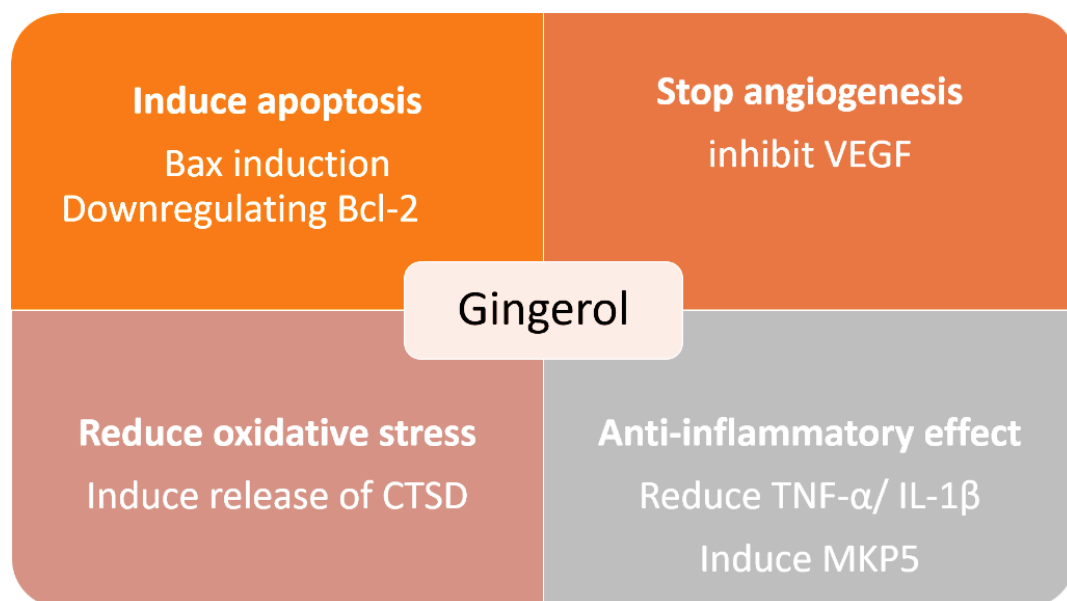 Induce apoptosis
Bax induction
Downregulating Bcl-2
Stop angiogenesis
inhibit VEGF
Gingerol
Reduce oxidative stress
Induce release of CTSD
Anti-inflammatory effect
Reduce TNF-α/ IL-1β
Induce MKP5